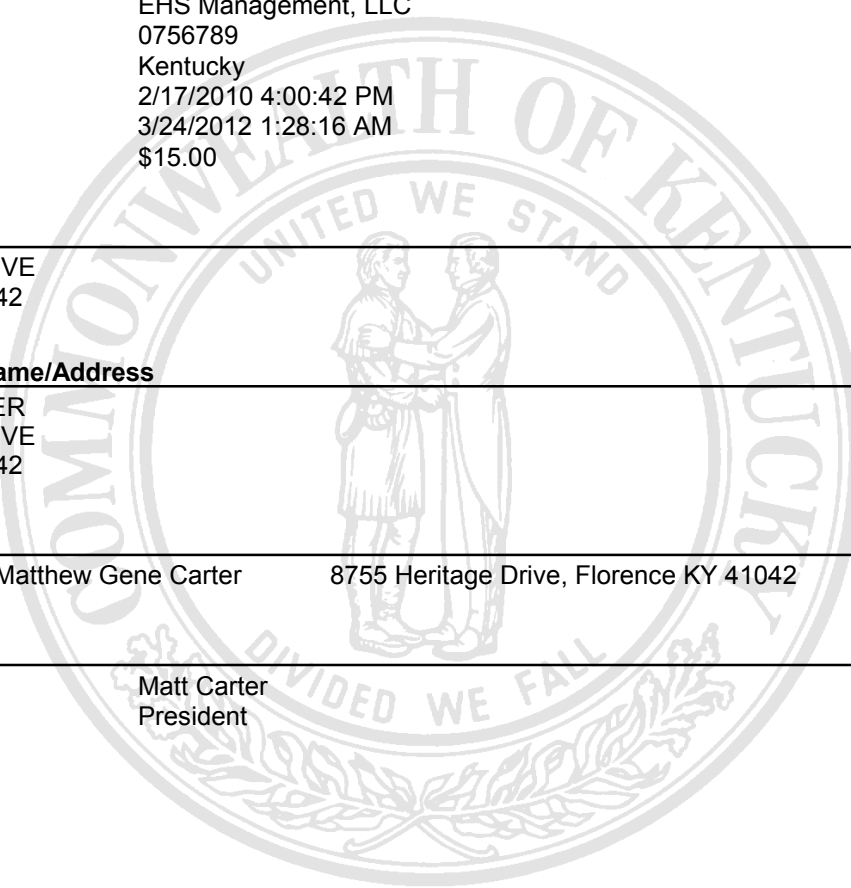 EHS Management, LLC
0756789
Kentucky
2/17/2010 4:00:42 PM
3/24/2012 1:28:16 AM
$15.00
VE
42
ame/Address
ER
VE
42
Matthew Gene Carter 8755 Heritage Drive, Florence KY 41042
Matt Carter
President
COMMONWEALTH OF KENTUCKY
UNITED WE STAND
DIVIDED WE FALL